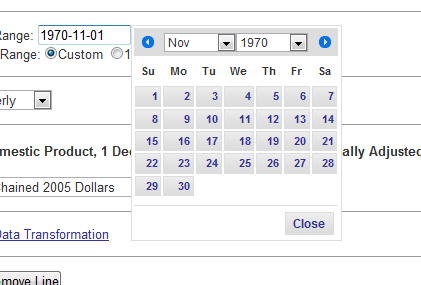 Range: 1970-11-01
Range: Custom 1
Nov 1970
Su Mo Tu We Th Fr Sa
1 2 3 4 5 6 7
8 9 10 11 12 13 14
15 16 17 18 19 20 21
22 23 24 25 26 27 28
29 30
Close
erly
mestic Product, 1 De ally Adjusted
hained 2005 Dollars
Data Transformation
move Line